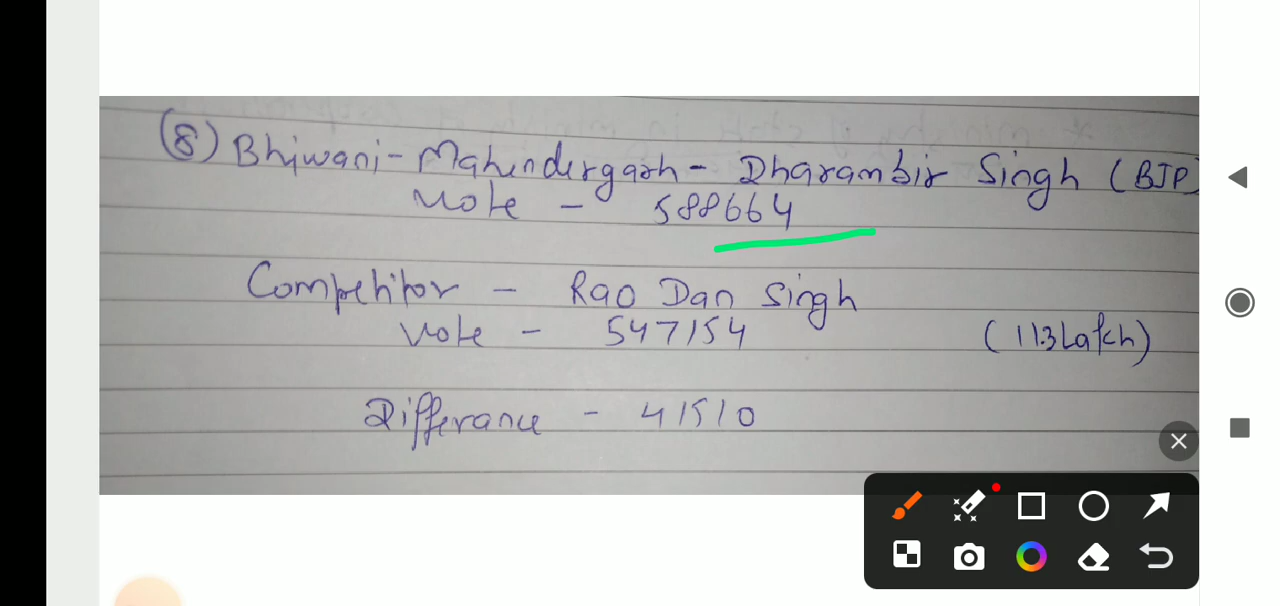 (8) Bhiwani - Mahendergarh - Dharambir Singh (BJP)
Vote - 588664
Competitor - Rao Dan Singh
Vote - 547154 (11.3 Lakh)
Differance - 41510